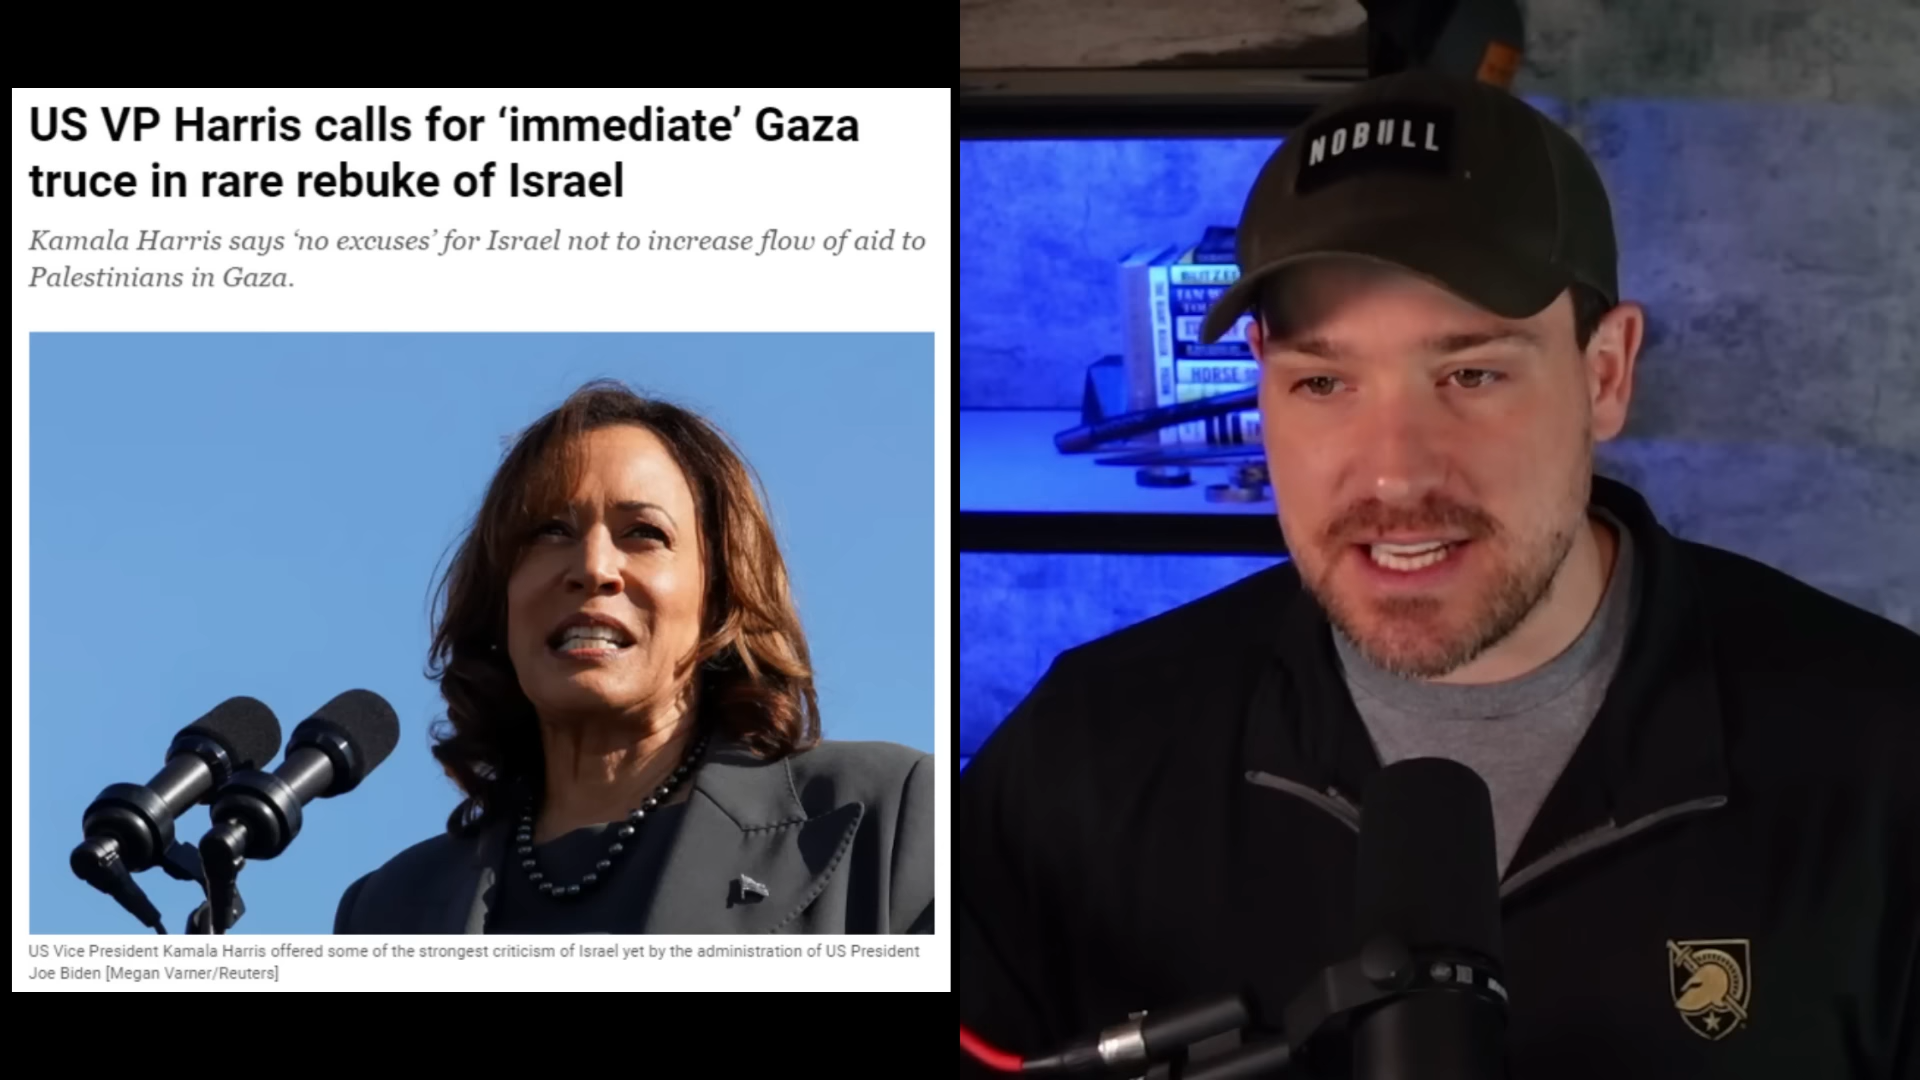 US VP Harris calls for ‘immediate’ Gaza
truce in rare rebuke of Israel
Kamala Harris says ‘no excuses’ for Israel not to increase flow of aid to
Palestinians in Gaza.
US Vice President Kamala Harris offered some of the strongest criticism of Israel yet by the administration of US President
Joe Biden [Megan Varner/Reuters]
NOBULL
HORSE